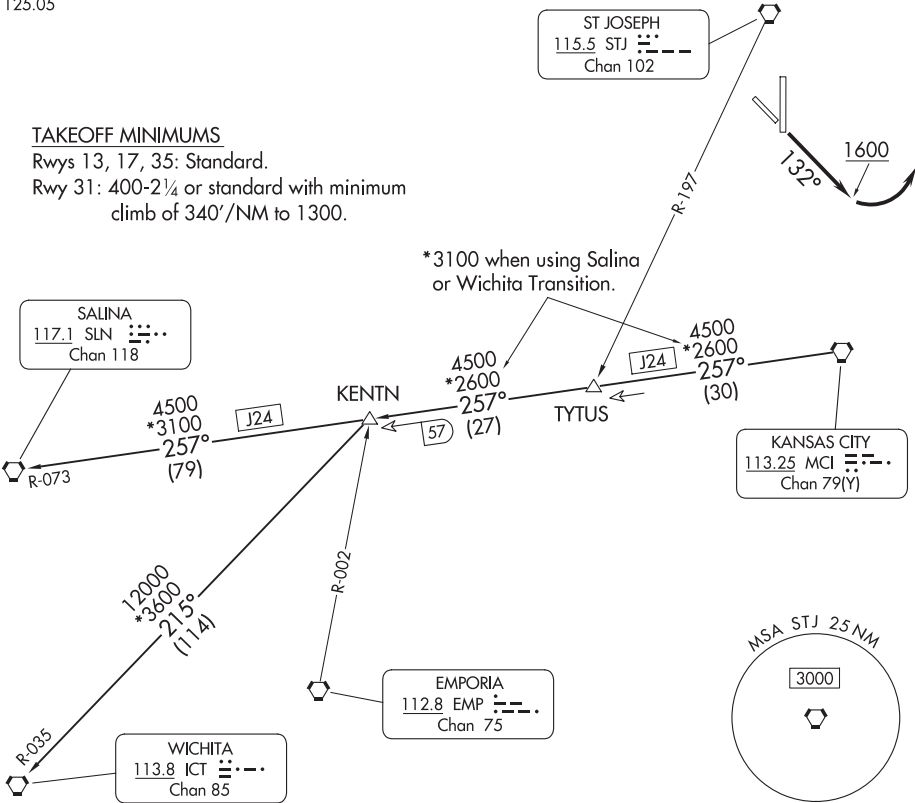 125.05
ST JOSEPH
115.5 STJ
Chan 102
TAKEOFF MINIMUMS
Rwys 13, 17, 35: Standard.
Rwy 31: 400-2¼ or standard with minimum
climb of 340'/NM to 1300.
132°
1600
R-197
*3100 when using Salina
or Wichita Transition.
SALINA
117.1 SLN
Chan 118
4500
*2600
257°
(30)
J24
TYTUS
4500
*2600
257°
(27)
57
KENTN
4500
*3100
257°
(79)
J24
R-073
KANSAS CITY
113.25 MCI
Chan 79(Y)
R-002
12000
*3600
215°
(114)
R-035
EMPORIA
112.8 EMP
Chan 75
WICHITA
113.8 ICT
Chan 85
MSA STJ 25 NM
3000